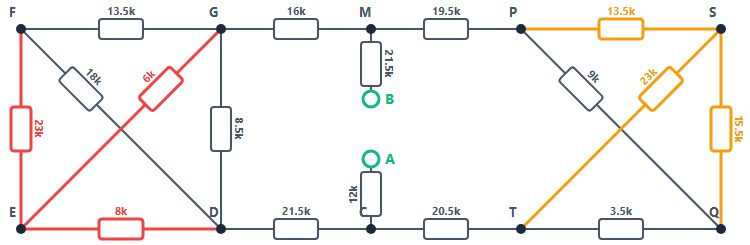 F 13.5k G 16k M 19.5k P 13.5k S
18k 6k 21.5k 9k 23k
B
23k 8.5k 15.5k
A
12k
E 8k D 21.5k C 20.5k T 3.5k Q